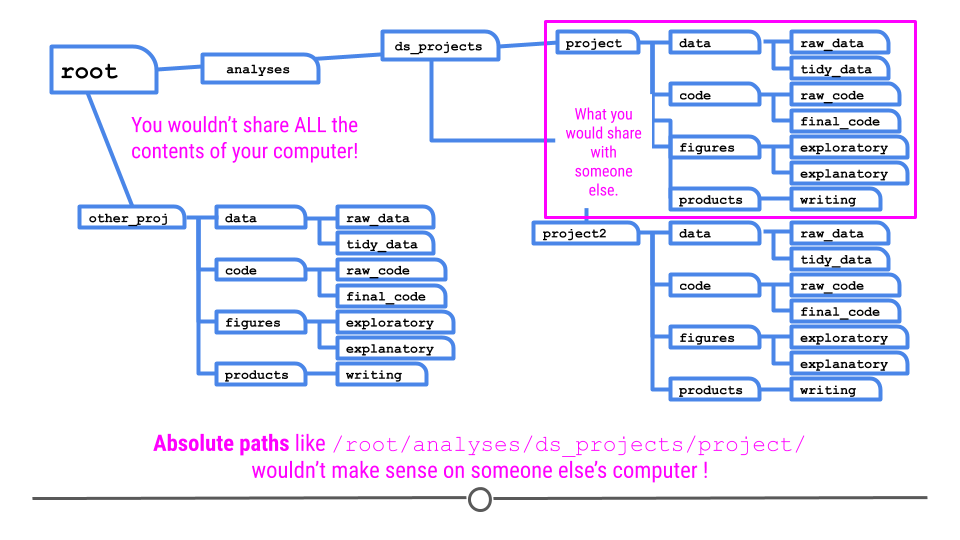 root
analyses
ds_projects
project
data
raw_data
tidy_data
code
raw_code
final_code
figures
exploratory
explanatory
products
writing
You wouldn’t share ALL the
contents of your computer!
What you
would share
with
someone
else.
other_proj
data
raw_data
tidy_data
code
raw_code
final_code
figures
exploratory
explanatory
products
writing
project2
data
raw_data
tidy_data
code
raw_code
final_code
figures
exploratory
explanatory
products
writing
Absolute paths like /root/analyses/ds_projects/project/
wouldn’t make sense on someone else’s computer !